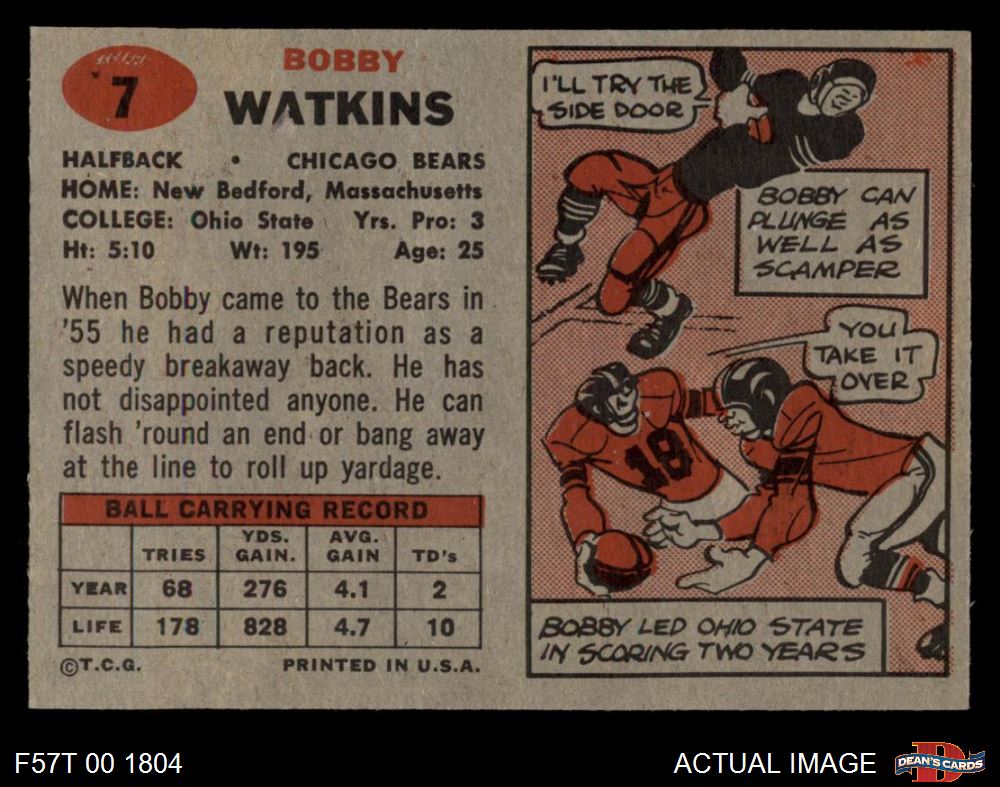 7
BOBBY
WATKINS
HALFBACK • CHICAGO BEARS
HOME: New Bedford, Massachusetts
COLLEGE: Ohio State Yrs. Pro: 3
Ht: 5:10 Wt: 195 Age: 25
When Bobby came to the Bears in
'55 he had a reputation as a
speedy breakaway back. He has
not disappointed anyone. He can
flash 'round an end or bang away
at the line to roll up yardage.
BALL CARRYING RECORD
TRIES YDS. GAIN. AVG. GAIN TD's
YEAR 68 276 4.1 2
LIFE 178 828 4.7 10
©T.C.G. PRINTED IN U.S.A.
I'LL TRY THE
SIDE DOOR
BOBBY CAN
PLUNGE AS
WELL AS
SCAMPER
YOU
TAKE IT
OVER
18
BOBBY LED OHIO STATE
IN SCORING TWO YEARS
F57T 00 1804
ACTUAL IMAGE
D
DEAN'S CARDS